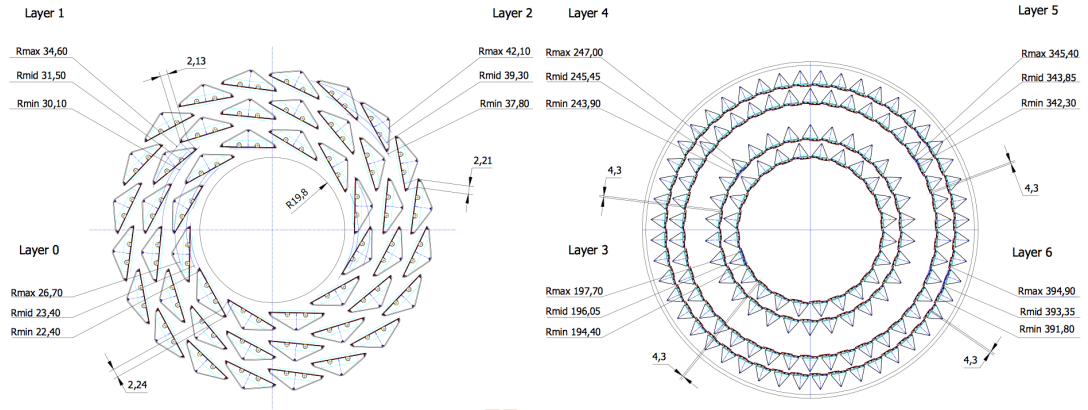 Layer 1
Layer 2
Layer 4
Layer 5
Rmax 34,60
Rmid 31,50
Rmin 30,10
2,13
Rmax 42,10
Rmid 39,30
Rmin 37,80
2,21
R19,8
Layer 0
Rmax 26,70
Rmid 23,40
Rmin 22,40
2,24
Rmax 247,00
Rmid 245,45
Rmin 243,90
4,3
Rmax 345,40
Rmid 343,85
Rmin 342,30
4,3
Layer 3
Rmax 197,70
Rmid 196,05
Rmin 194,40
4,3
Layer 6
Rmax 394,90
Rmid 393,35
Rmin 391,80
4,3